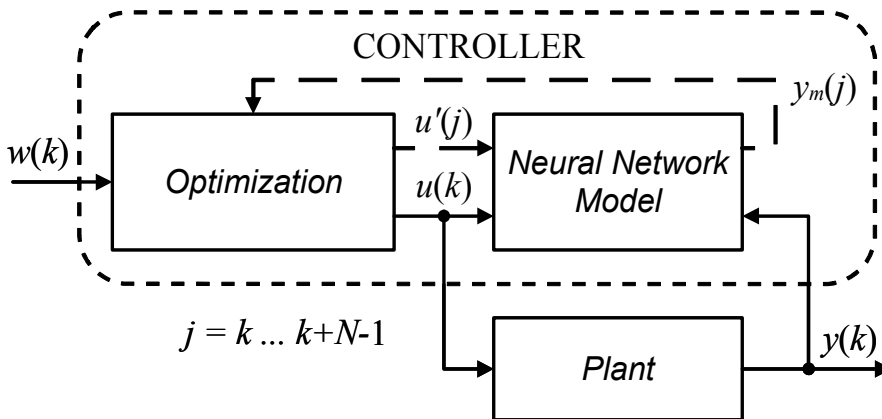 CONTROLLER
y_m(j)
u'(j)
w(k)
Optimization
Neural Network
Model
u(k)
j = k ... k+N-1
Plant
y(k)